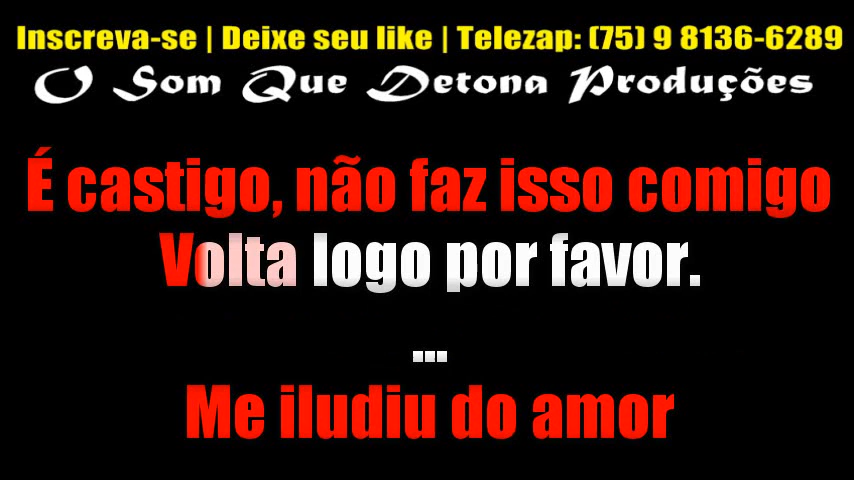 Inscreva-se | Deixe seu like | Telezap: (75) 9 8136-6289
O Som Que Detona Produções
É castigo, não faz isso comigo
Volta logo por favor.
...
Me iludiu do amor